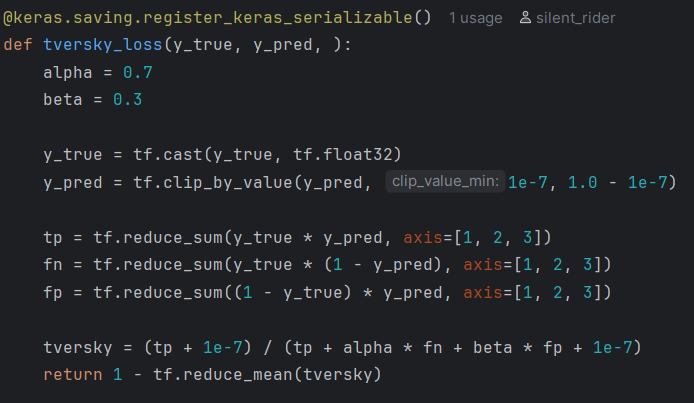 @keras.saving.register_keras_serializable() 1 usage silent_rider
def tversky_loss(y_true, y_pred, ):
    alpha = 0.7
    beta = 0.3

    y_true = tf.cast(y_true, tf.float32)
    y_pred = tf.clip_by_value(y_pred, clip_value_min: 1e-7, 1.0 - 1e-7)

    tp = tf.reduce_sum(y_true * y_pred, axis=[1, 2, 3])
    fn = tf.reduce_sum(y_true * (1 - y_pred), axis=[1, 2, 3])
    fp = tf.reduce_sum((1 - y_true) * y_pred, axis=[1, 2, 3])

    tversky = (tp + 1e-7) / (tp + alpha * fn + beta * fp + 1e-7)
    return 1 - tf.reduce_mean(tversky)